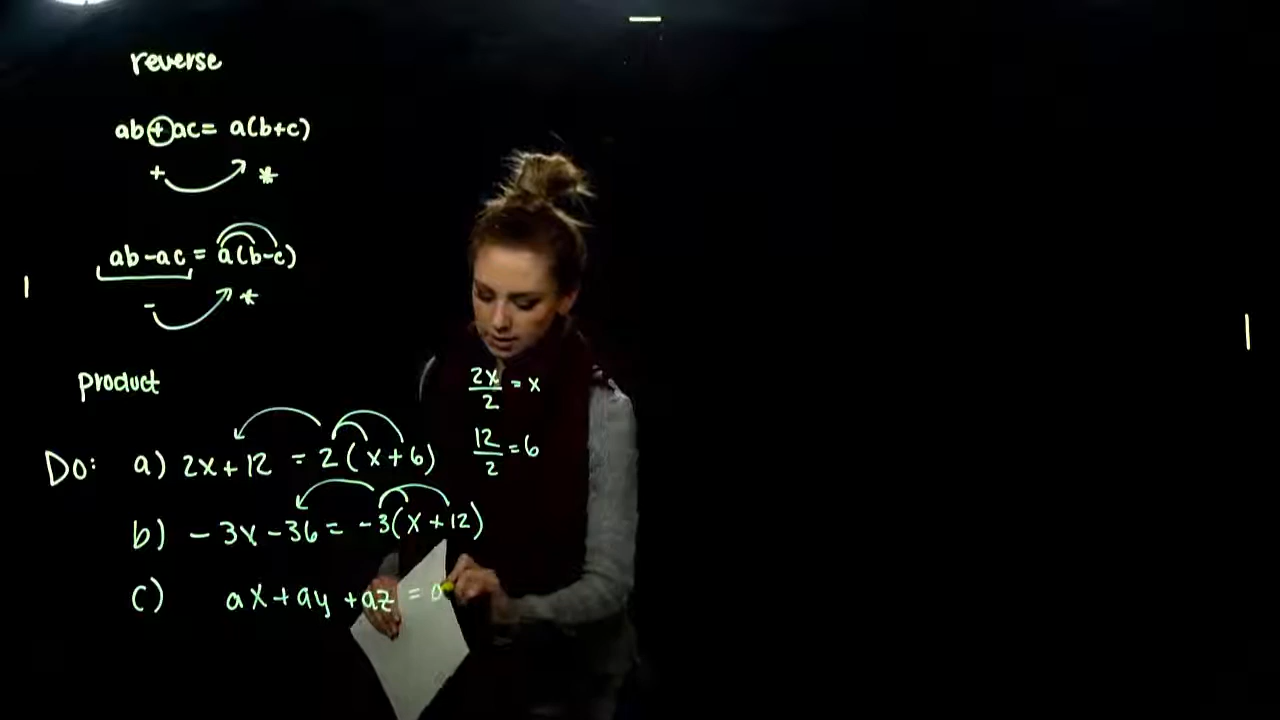 reverse
ab+ac= a(b+c)
+ *
ab-ac = a(b-c)
- *
product
2x/2 = x
12/2 = 6
Do: a) 2x+12 = 2(x+6)
b) -3x-36 = -3(x+12)
c) ax+ay+az = a